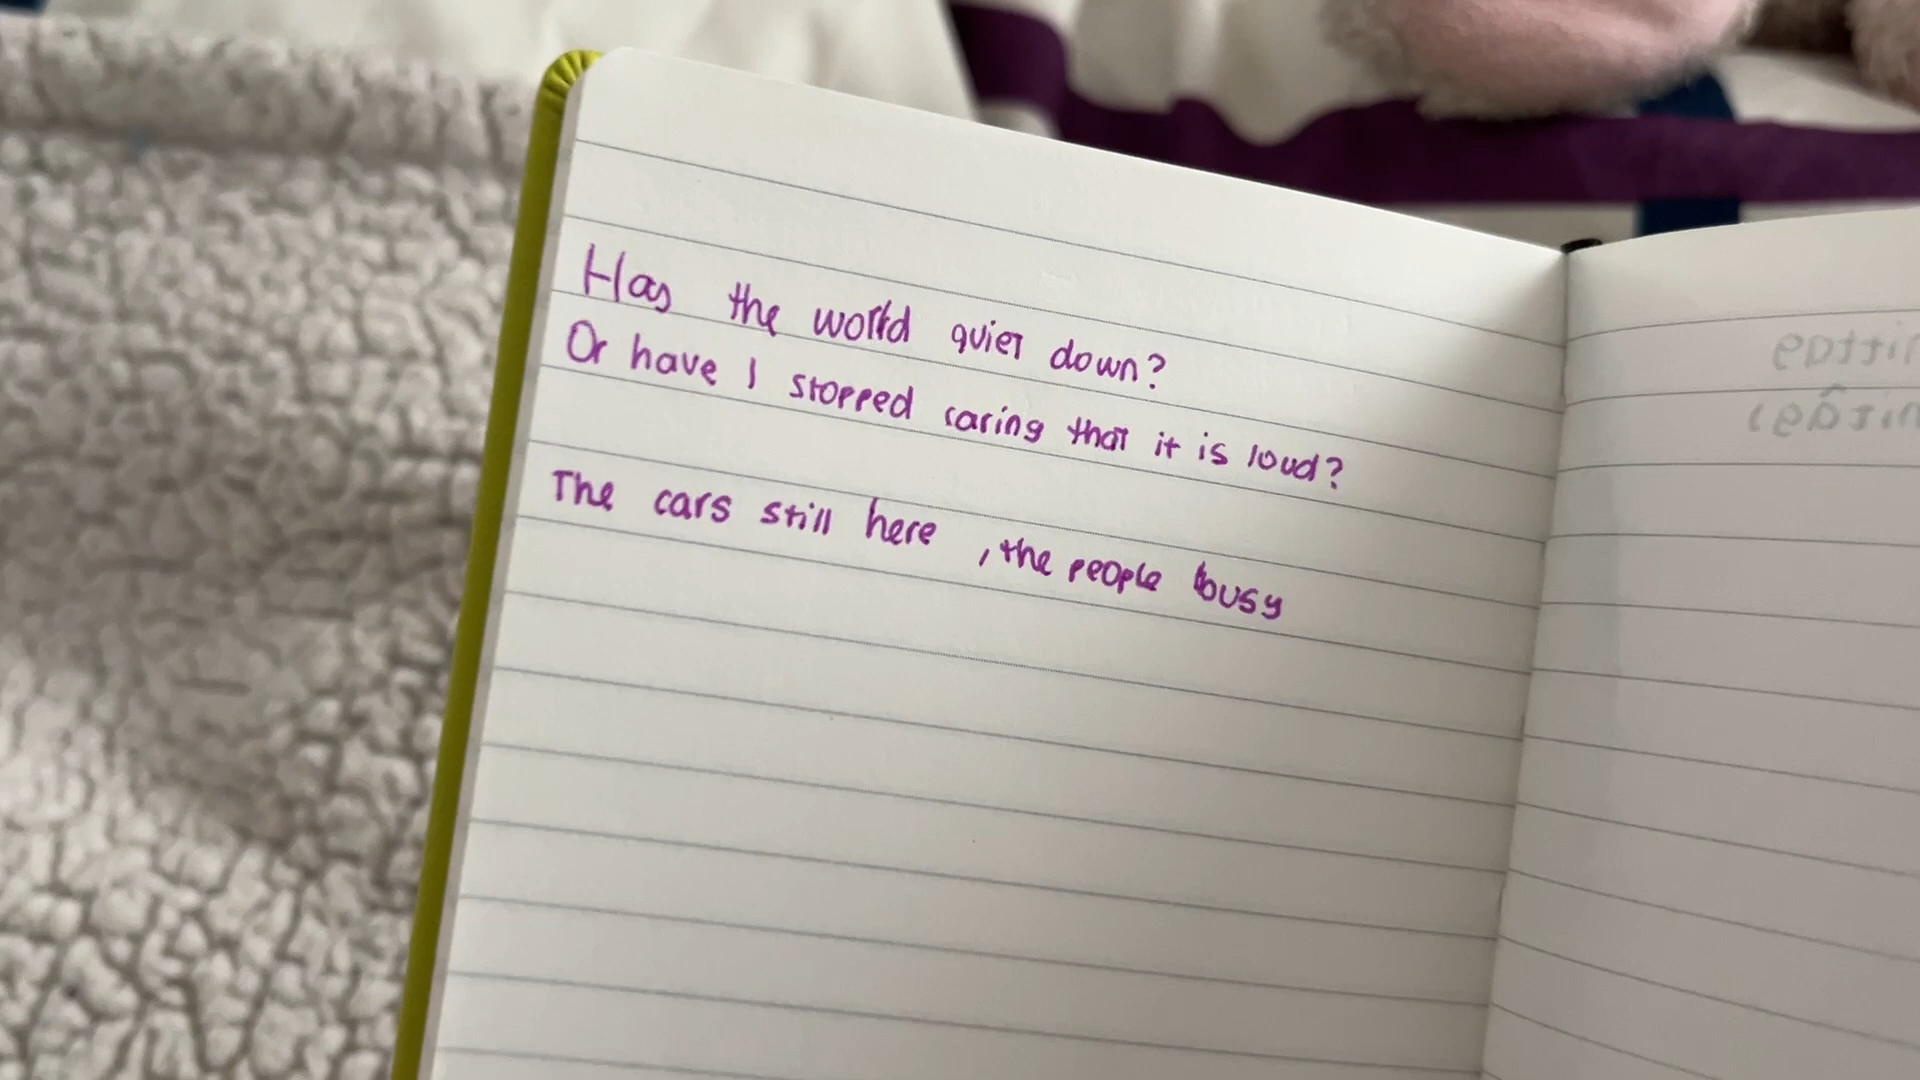 Has the world quiet down?
Or have I stopped caring that it is loud?
The cars still here , the people busy